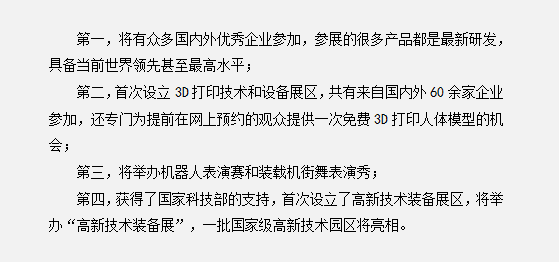 第一，将有众多国内外优秀企业参加，参展的很多产品都是最新研发，
具备当前世界领先甚至最高水平；
第二，首次设立 3D 打印技术和设备展区，共有来自国内外 60 余家企业
参加，还专门为提前在网上预约的观众提供一次免费 3D 打印人体模型的机
会；
第三，将举办机器人表演赛和装载机街舞表演秀；
第四，获得了国家科技部的支持，首次设立了高新技术装备展区，将举
办“高新技术装备展”，一批国家级高新技术园区将亮相。